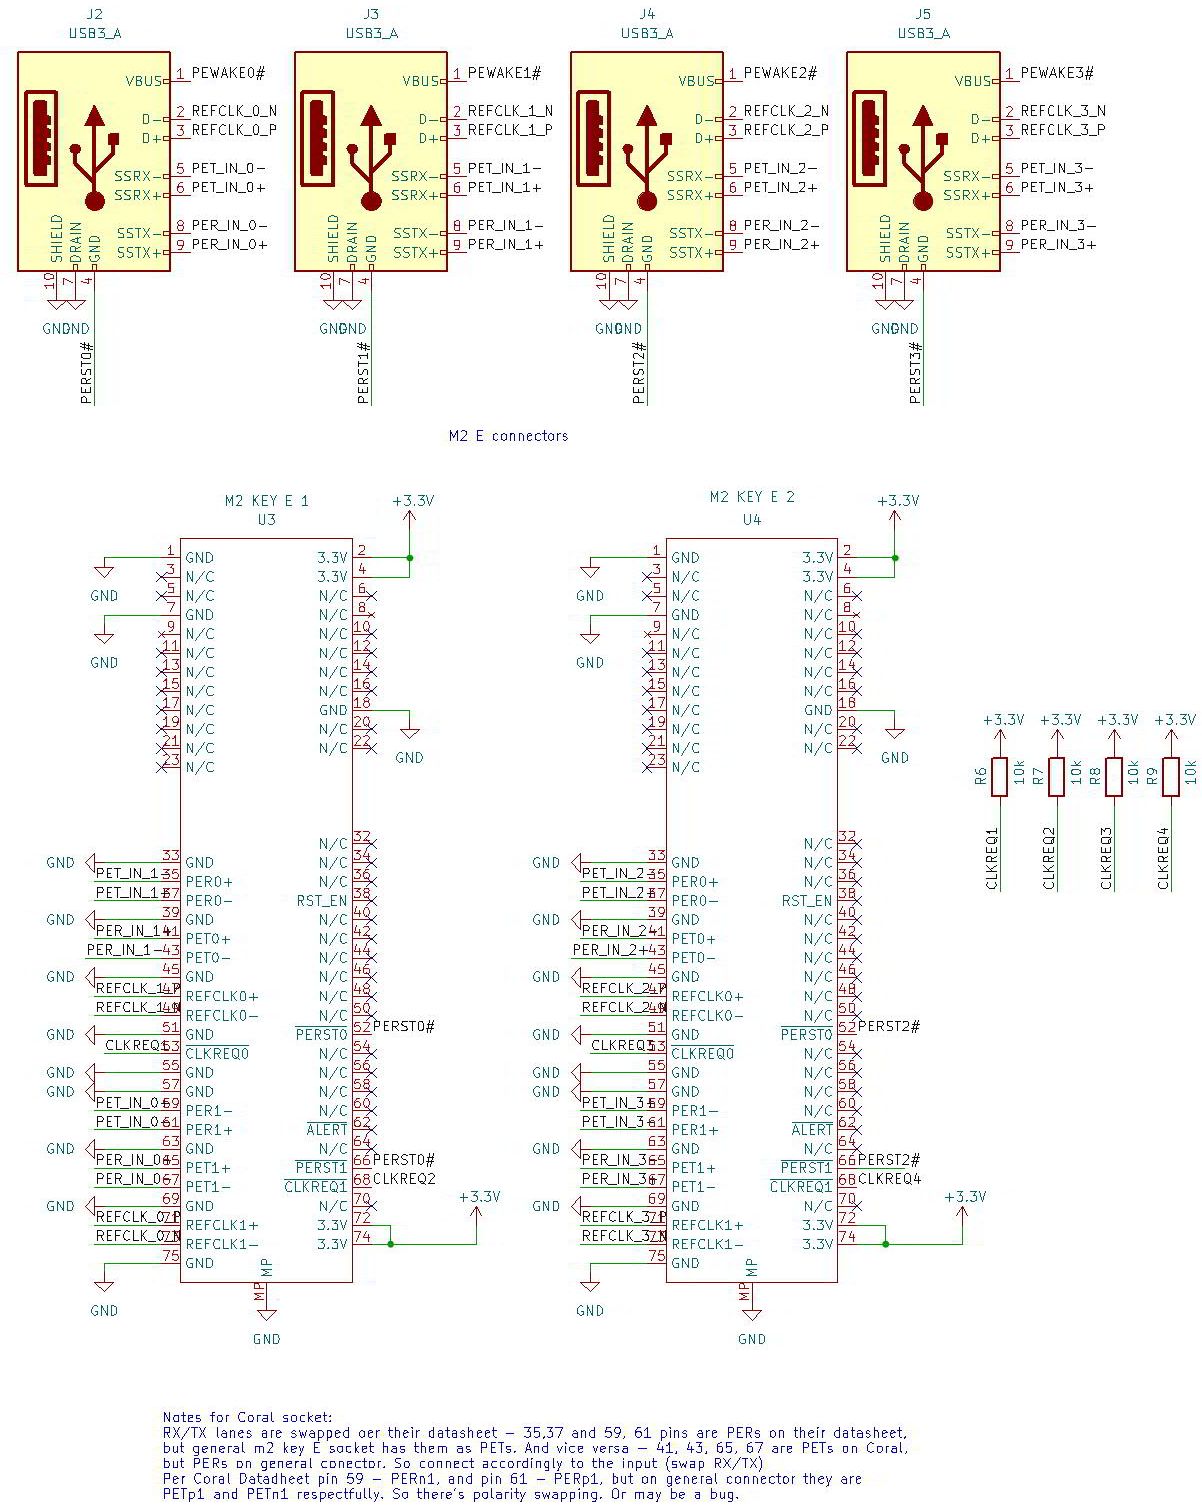 J2
USB3_A
VBUS 1 PEWAKE0#
D- 2 REFCLK_0_N
D+ 3 REFCLK_0_P
SSRX- 5 PET_IN_0-
SSRX+ 6 PET_IN_0+
SSTX- 8 PER_IN_0-
SSTX+ 9 PER_IN_0+
SHIELD DRAIN GND
10 7 4
GND GND
PERST0#
J3
USB3_A
VBUS 1 PEWAKE1#
D- 2 REFCLK_1_N
D+ 3 REFCLK_1_P
SSRX- 5 PET_IN_1-
SSRX+ 6 PET_IN_1+
SSTX- 8 PER_IN_1-
SSTX+ 9 PER_IN_1+
SHIELD DRAIN GND
10 7 4
GND GND
PERST1#
J4
USB3_A
VBUS 1 PEWAKE2#
D- 2 REFCLK_2_N
D+ 3 REFCLK_2_P
SSRX- 5 PET_IN_2-
SSRX+ 6 PET_IN_2+
SSTX- 8 PER_IN_2-
SSTX+ 9 PER_IN_2+
SHIELD DRAIN GND
10 7 4
GND GND
PERST2#
J5
USB3_A
VBUS 1 PEWAKE3#
D- 2 REFCLK_3_N
D+ 3 REFCLK_3_P
SSRX- 5 PET_IN_3-
SSRX+ 6 PET_IN_3+
SSTX- 8 PER_IN_3-
SSTX+ 9 PER_IN_3+
SHIELD DRAIN GND
10 7 4
GND GND
PERST3#
M2 E connectors
M2 KEY E 1
U3
+3.3V
1 GND 3.3V 2
3 N/C 3.3V 4
GND
5 N/C N/C 6
7 GND N/C 8
9 N/C N/C 10
11 N/C N/C 12
GND
13 N/C N/C 14
15 N/C N/C 16
17 N/C GND 18
19 N/C N/C 20
21 N/C N/C 22
GND
23 N/C
N/C 32
GND 33 GND N/C 34
PET_IN_1- 35 PER0+ N/C 36
PET_IN_1+ 37 PER0- RST_EN 38
GND 39 GND N/C 40
PER_IN_1+ 41 PET0+ N/C 42
PER_IN_1- 43 PET0- N/C 44
GND 45 GND N/C 46
REFCLK_1_P 47 REFCLK0+ N/C 48
REFCLK_1_N 49 REFCLK0- N/C 50
GND 51 GND PERST0 52 PERST0#
CLKREQ1 53 CLKREQ0 N/C 54
GND 55 GND N/C 56
GND 57 GND N/C 58
PET_IN_0+ 59 PER1- N/C 60
PET_IN_0- 61 PER1+ ALERT 62
GND 63 GND N/C 64
PER_IN_0+ 65 PET1+ PERST1 66 PERST0#
PER_IN_0- 67 PET1- CLKREQ1 68 CLKREQ2
GND 69 GND N/C 70
+3.3V
REFCLK_0_P 71 REFCLK1+ 3.3V 72
REFCLK_0_N 73 REFCLK1- 3.3V 74
75 GND
MP
MP
GND
GND
M2 KEY E 2
U4
+3.3V
1 GND 3.3V 2
3 N/C 3.3V 4
GND
5 N/C N/C 6
7 GND N/C 8
9 N/C N/C 10
11 N/C N/C 12
GND
13 N/C N/C 14
15 N/C N/C 16
17 N/C GND 18
19 N/C N/C 20
21 N/C N/C 22
GND
23 N/C
N/C 32
GND 33 GND N/C 34
PET_IN_2- 35 PER0+ N/C 36
PET_IN_2+ 37 PER0- RST_EN 38
GND 39 GND N/C 40
PER_IN_2- 41 PET0+ N/C 42
PER_IN_2+ 43 PET0- N/C 44
GND 45 GND N/C 46
REFCLK_2_P 47 REFCLK0+ N/C 48
REFCLK_2_N 49 REFCLK0- N/C 50
GND 51 GND PERST0 52 PERST2#
CLKREQ3 53 CLKREQ0 N/C 54
GND 55 GND N/C 56
GND 57 GND N/C 58
PET_IN_3+ 59 PER1- N/C 60
PET_IN_3- 61 PER1+ ALERT 62
GND 63 GND N/C 64
PER_IN_3- 65 PET1+ PERST1 66 PERST2#
PER_IN_3+ 67 PET1- CLKREQ1 68 CLKREQ4
GND 69 GND N/C 70
+3.3V
REFCLK_3_P 71 REFCLK1+ 3.3V 72
REFCLK_3_N 73 REFCLK1- 3.3V 74
75 GND
MP
MP
GND
GND
+3.3V +3.3V +3.3V +3.3V
R6 10k R7 10k R8 10k R9 10k
CLKREQ1 CLKREQ2 CLKREQ3 CLKREQ4
Notes for Coral socket:
RX/TX lanes are swapped oer their datasheet - 35,37 and 59, 61 pins are PERs on their datasheet,
but general m2 key E socket has them as PETs. And vice versa - 41, 43, 65, 67 are PETs on Coral,
but PERs on general conector. So connect accordingly to the input (swap RX/TX)
Per Coral Datadheet pin 59 - PERn1, and pin 61 - PERp1, but on general connector they are
PETp1 and PETn1 respectfully. So there's polarity swapping. Or may be a bug.